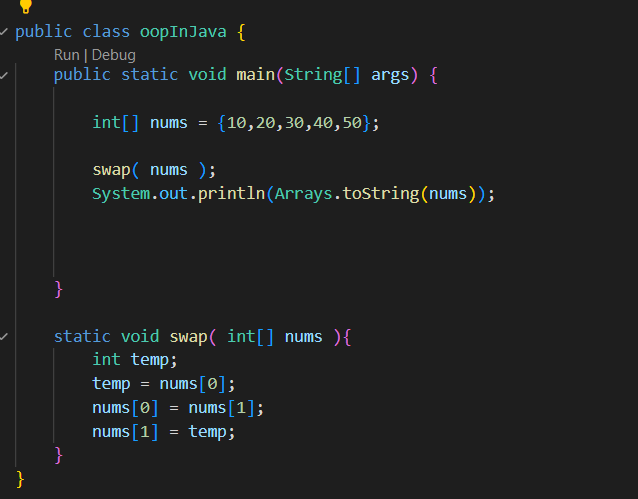 public class oopInJava {
Run | Debug
public static void main(String[] args) {
int[] nums = {10,20,30,40,50};
swap( nums );
System.out.println(Arrays.toString(nums));
}
static void swap( int[] nums ){
int temp;
temp = nums[0];
nums[0] = nums[1];
nums[1] = temp;
}
}